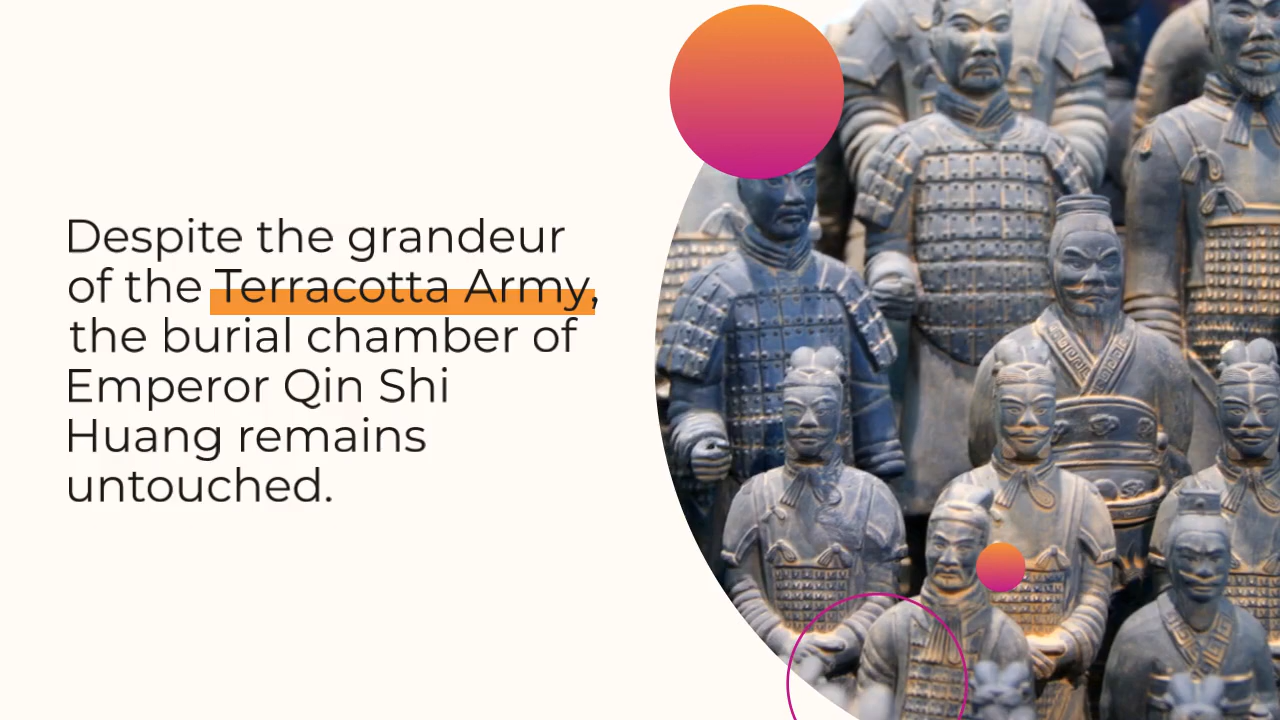 Despite the grandeur
of the Terracotta Army,
the burial chamber of
Emperor Qin Shi
Huang remains
untouched.